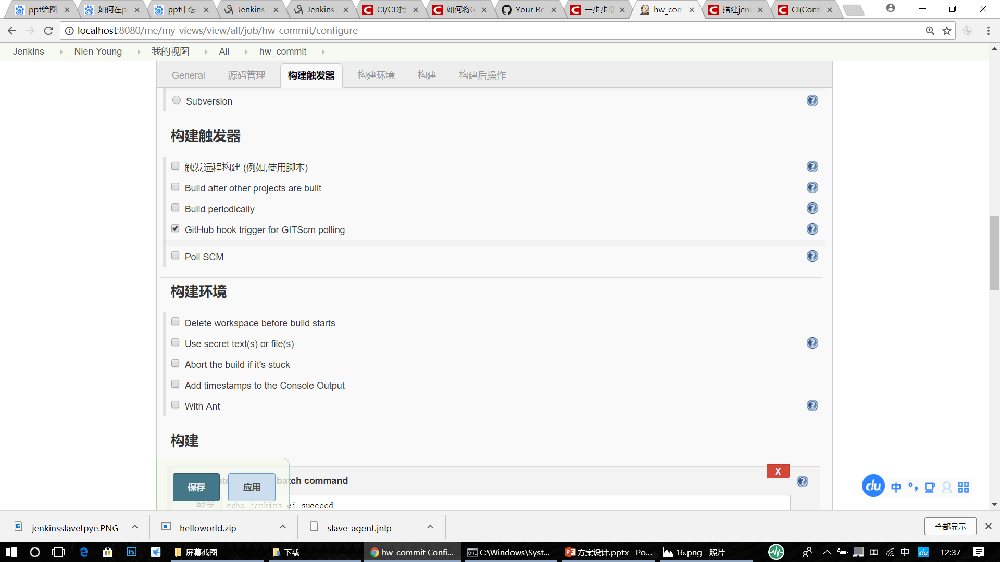 ppt给图
如何在pp
ppt中怎
Jenkins
Jenkins
CI/CD持
如何将G
Your Re
一步步部
hw_com
搭建jenk
CI(Conti
localhost:8080/me/my-views/view/all/job/hw_commit/configure
Jenkins
Nien Young
我的视图
All
hw_commit
General
源码管理
构建触发器
构建环境
构建
构建后操作
Subversion
构建触发器
触发远程构建 (例如,使用脚本)
Build after other projects are built
Build periodically
GitHub hook trigger for GITScm polling
Poll SCM
构建环境
Delete workspace before build starts
Use secret text(s) or file(s)
Abort the build if it's stuck
Add timestamps to the Console Output
With Ant
构建
batch command
X
保存
应用
命令
echo jenkins ci succeed
du 中
jenkinsslavetpye.PNG
helloworld.zip
slave-agent.jnlp
全部显示
屏幕截图
下载
hw_commit Confi...
C:\Windows\Syst...
方案设计.pptx - Po...
16.png - 照片
中
du
12:37